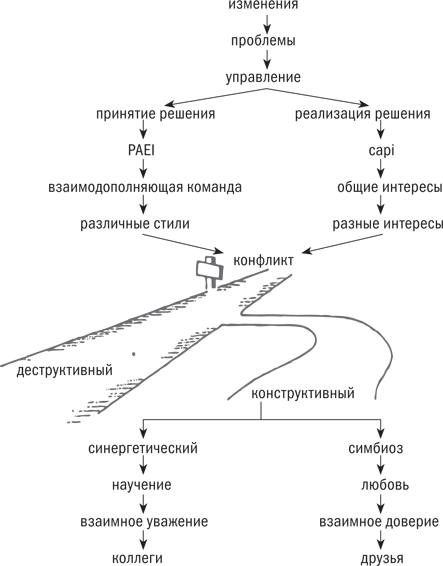 изменения
проблемы
управление
принятие решения
реализация решения
PAEI
capi
взаимодополняющая команда
общие интересы
различные стили
разные интересы
конфликт
деструктивный
конструктивный
синергетический
симбиоз
научение
любовь
взаимное уважение
взаимное доверие
коллеги
друзья